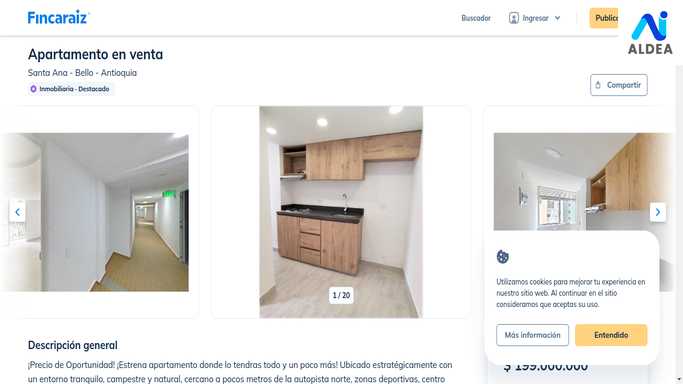 Fincaraiz
Buscador
Ingresar
Publica
ALDEA
Apartamento en venta
Santa Ana - Bello - Antioquia
Inmobiliaria · Destacado
Compartir
1 / 20
Utilizamos cookies para mejorar tu experiencia en
nuestro sitio web. Al continuar en el sitio
consideramos que aceptas su uso.
Más información
Entendido
$ 199.000.000
Descripción general
¡Precio de Oportunidad! ¡Estrena apartamento donde lo tendras todo y un poco más! Ubicado estratégicamente con
un entorno tranquilo, campestre y natural, cercano a pocos metros de la autopista norte, zonas deportivas, centro